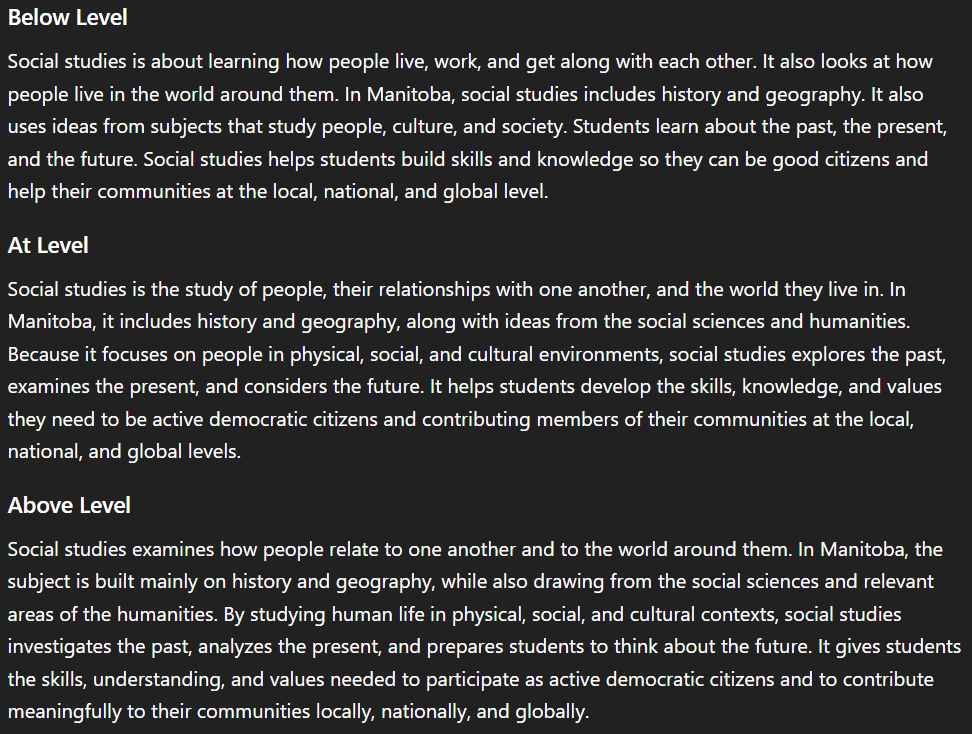 Below Level
Social studies is about learning how people live, work, and get along with each other. It also looks at how
people live in the world around them. In Manitoba, social studies includes history and geography. It also
uses ideas from subjects that study people, culture, and society. Students learn about the past, the present,
and the future. Social studies helps students build skills and knowledge so they can be good citizens and
help their communities at the local, national, and global level.
At Level
Social studies is the study of people, their relationships with one another, and the world they live in. In
Manitoba, it includes history and geography, along with ideas from the social sciences and humanities.
Because it focuses on people in physical, social, and cultural environments, social studies explores the past,
examines the present, and considers the future. It helps students develop the skills, knowledge, and values
they need to be active democratic citizens and contributing members of their communities at the local,
national, and global levels.
Above Level
Social studies examines how people relate to one another and to the world around them. In Manitoba, the
subject is built mainly on history and geography, while also drawing from the social sciences and relevant
areas of the humanities. By studying human life in physical, social, and cultural contexts, social studies
investigates the past, analyzes the present, and prepares students to think about the future. It gives students
the skills, understanding, and values needed to participate as active democratic citizens and to contribute
meaningfully to their communities locally, nationally, and globally.